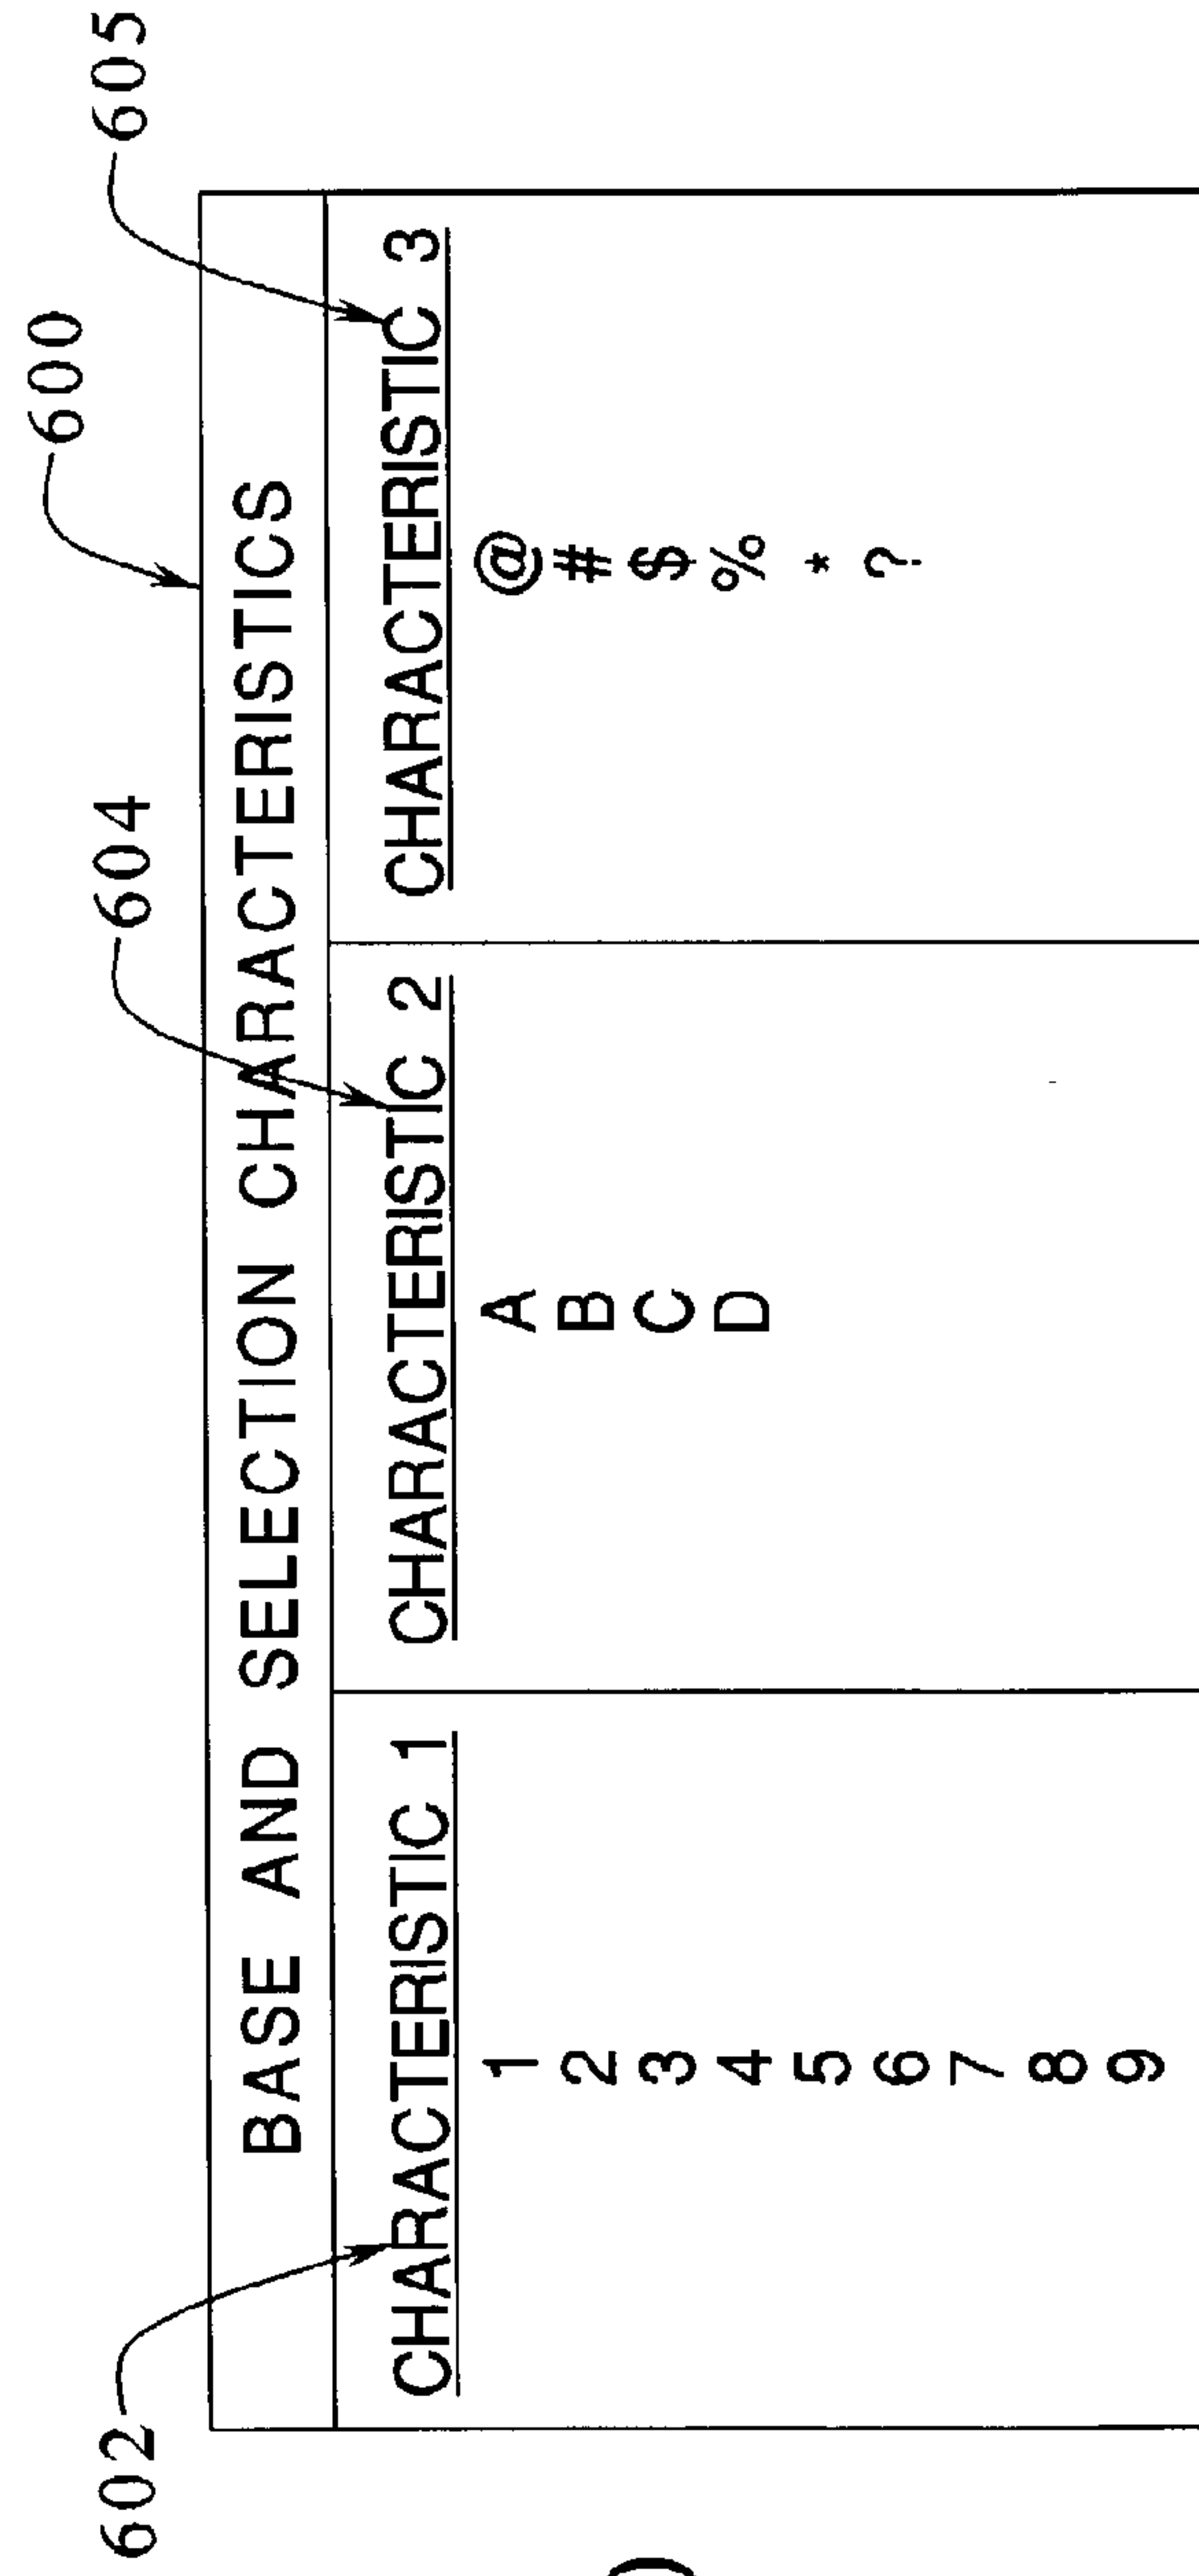 600
602
604
605
BASE AND SELECTION CHARACTERISTICS
CHARACTERISTIC 1
1
2
3
4
5
6
7
8
9
CHARACTERISTIC 2
A
B
C
D
CHARACTERISTIC 3
@
#
$
%
*
?